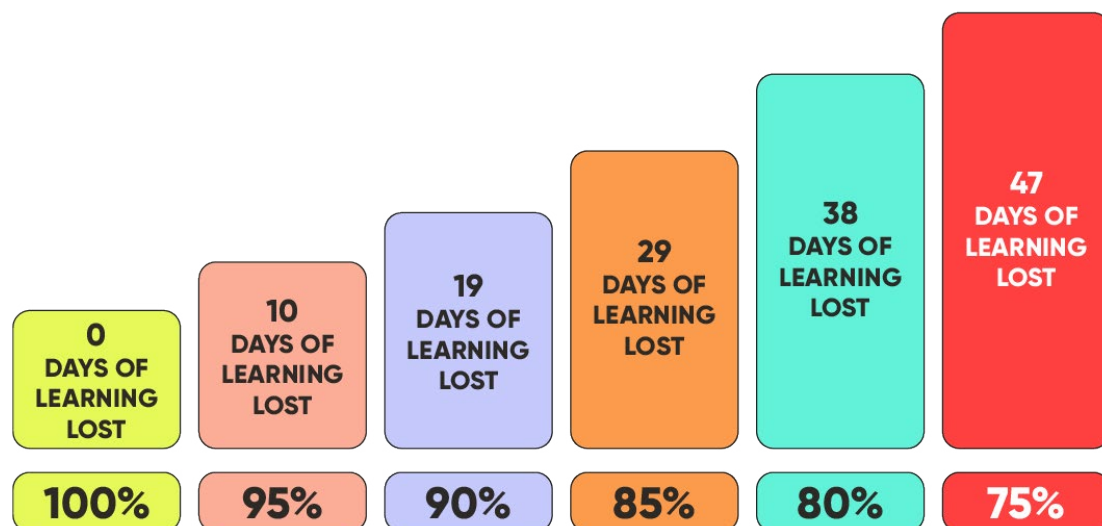 0
DAYS OF
LEARNING
LOST
10
DAYS OF
LEARNING
LOST
19
DAYS OF
LEARNING
LOST
29
DAYS OF
LEARNING
LOST
38
DAYS OF
LEARNING
LOST
47
DAYS OF
LEARNING
LOST
100%
95%
90%
85%
80%
75%